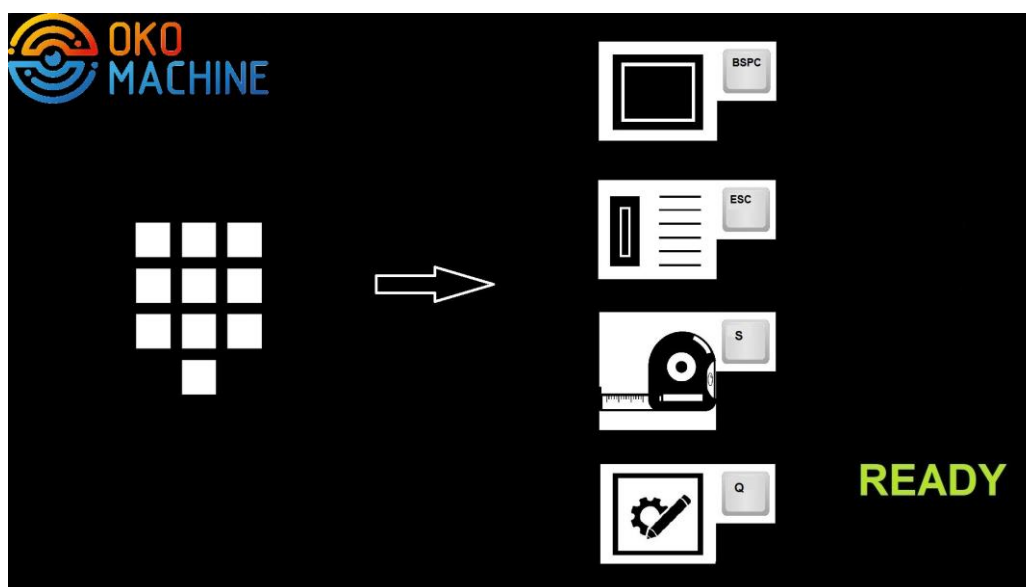 OKO
MACHINE
BSPC
ESC
S
Q
READY